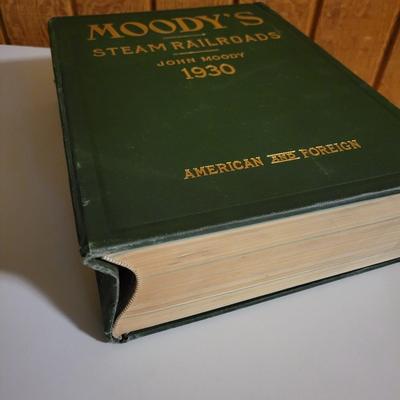 MOODY'S
STEAM RAILROADS
JOHN MOODY
1930
AMERICAN AND FOREIGN